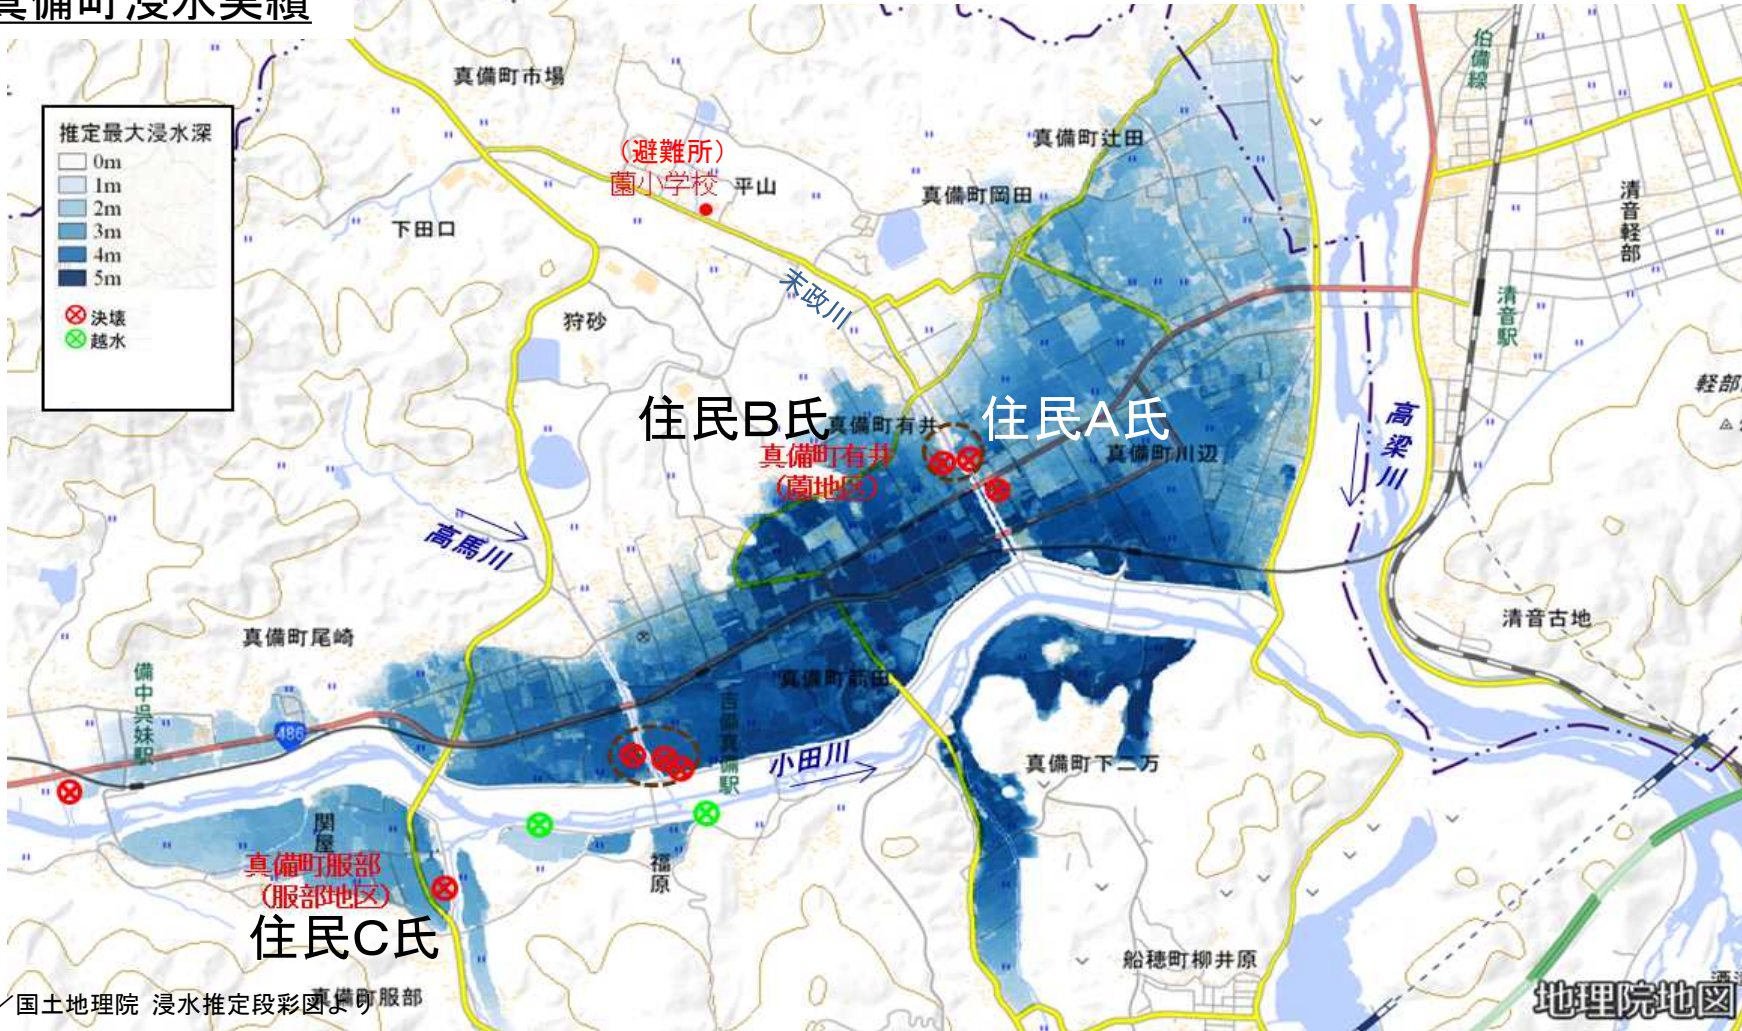 真備町浸水実績
推定最大浸水深
0m
1m
2m
3m
4m
5m
決壊
越水
真備町市場
(避難所)
薗小学校
平山
下田口
狩砂
末政川
真備町辻田
真備町岡田
伯備線
清音軽部
清音駅
軽部
高梁川
住民B氏
真備町有井
住民A氏
真備町有井
(薗地区)
真備町川辺
高馬川
清音古地
真備町尾崎
備中呉妹駅
486
真備町箭田
吉備真備駅
小田川
真備町下二万
関屋
真備町服部
(服部地区)
住民C氏
福原
船穂町柳井原
真備町服部
/国土地理院 浸水推定段彩図より
地理院地図